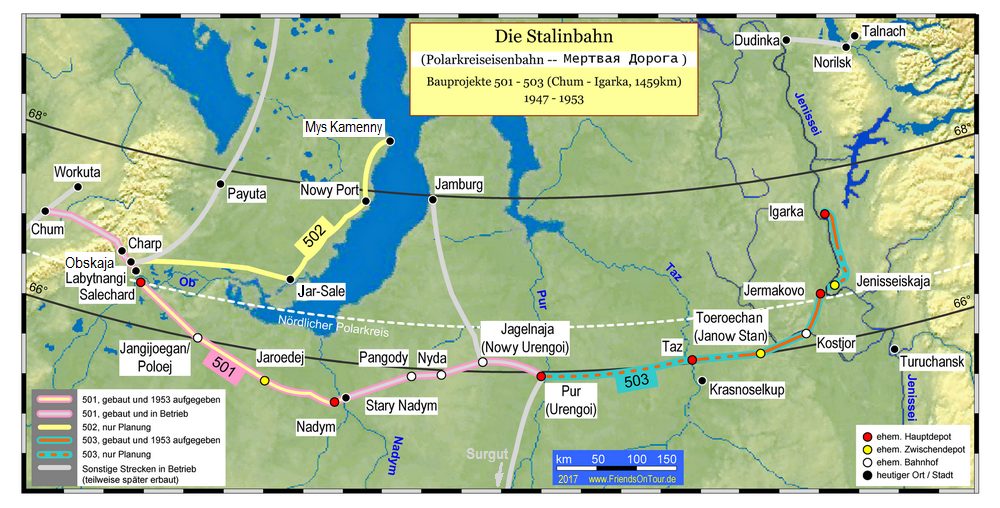 Die Stalinbahn
(Polarkreiseisenbahn -- Мертвая Дорога )
Bauprojekte 501 - 503 (Chum - Igarka, 1459km)
1947 - 1953
Dudinka
Talnach
Norilsk
Jenissei
68°
68°
Mys Kamenny
Workuta
Payuta
Nowy Port
Jamburg
Chum
Igarka
502
Charp
Obskaja
Labytnangi
Salechard
Ob
Jar-Sale
Taz
Jenisseiskaja
Jermakovo
66°
66°
Pur
Nördlicher Polarkreis
Toeroechan
(Janow Stan)
Jagelnaja
(Nowy Urengoi)
Jangijoegan/
Poloej
501
Jaroedej
Pangody
Nyda
Taz
Kostjor
Turuchansk
503
Pur
(Urengoi)
Krasnoselkup
Stary Nadym
Nadym
Nadym
Jenissei
Surgut
501, gebaut und 1953 aufgegeben
501, gebaut und in Betrieb
502, nur Planung
503, gebaut und 1953 aufgegeben
503, nur Planung
Sonstige Strecken in Betrieb
(teilweise später erbaut)
km 50 100 150
2017 www.FriendsOnTour.de
ehem. Hauptdepot
ehem. Zwischendepot
ehem. Bahnhof
heutiger Ort / Stadt